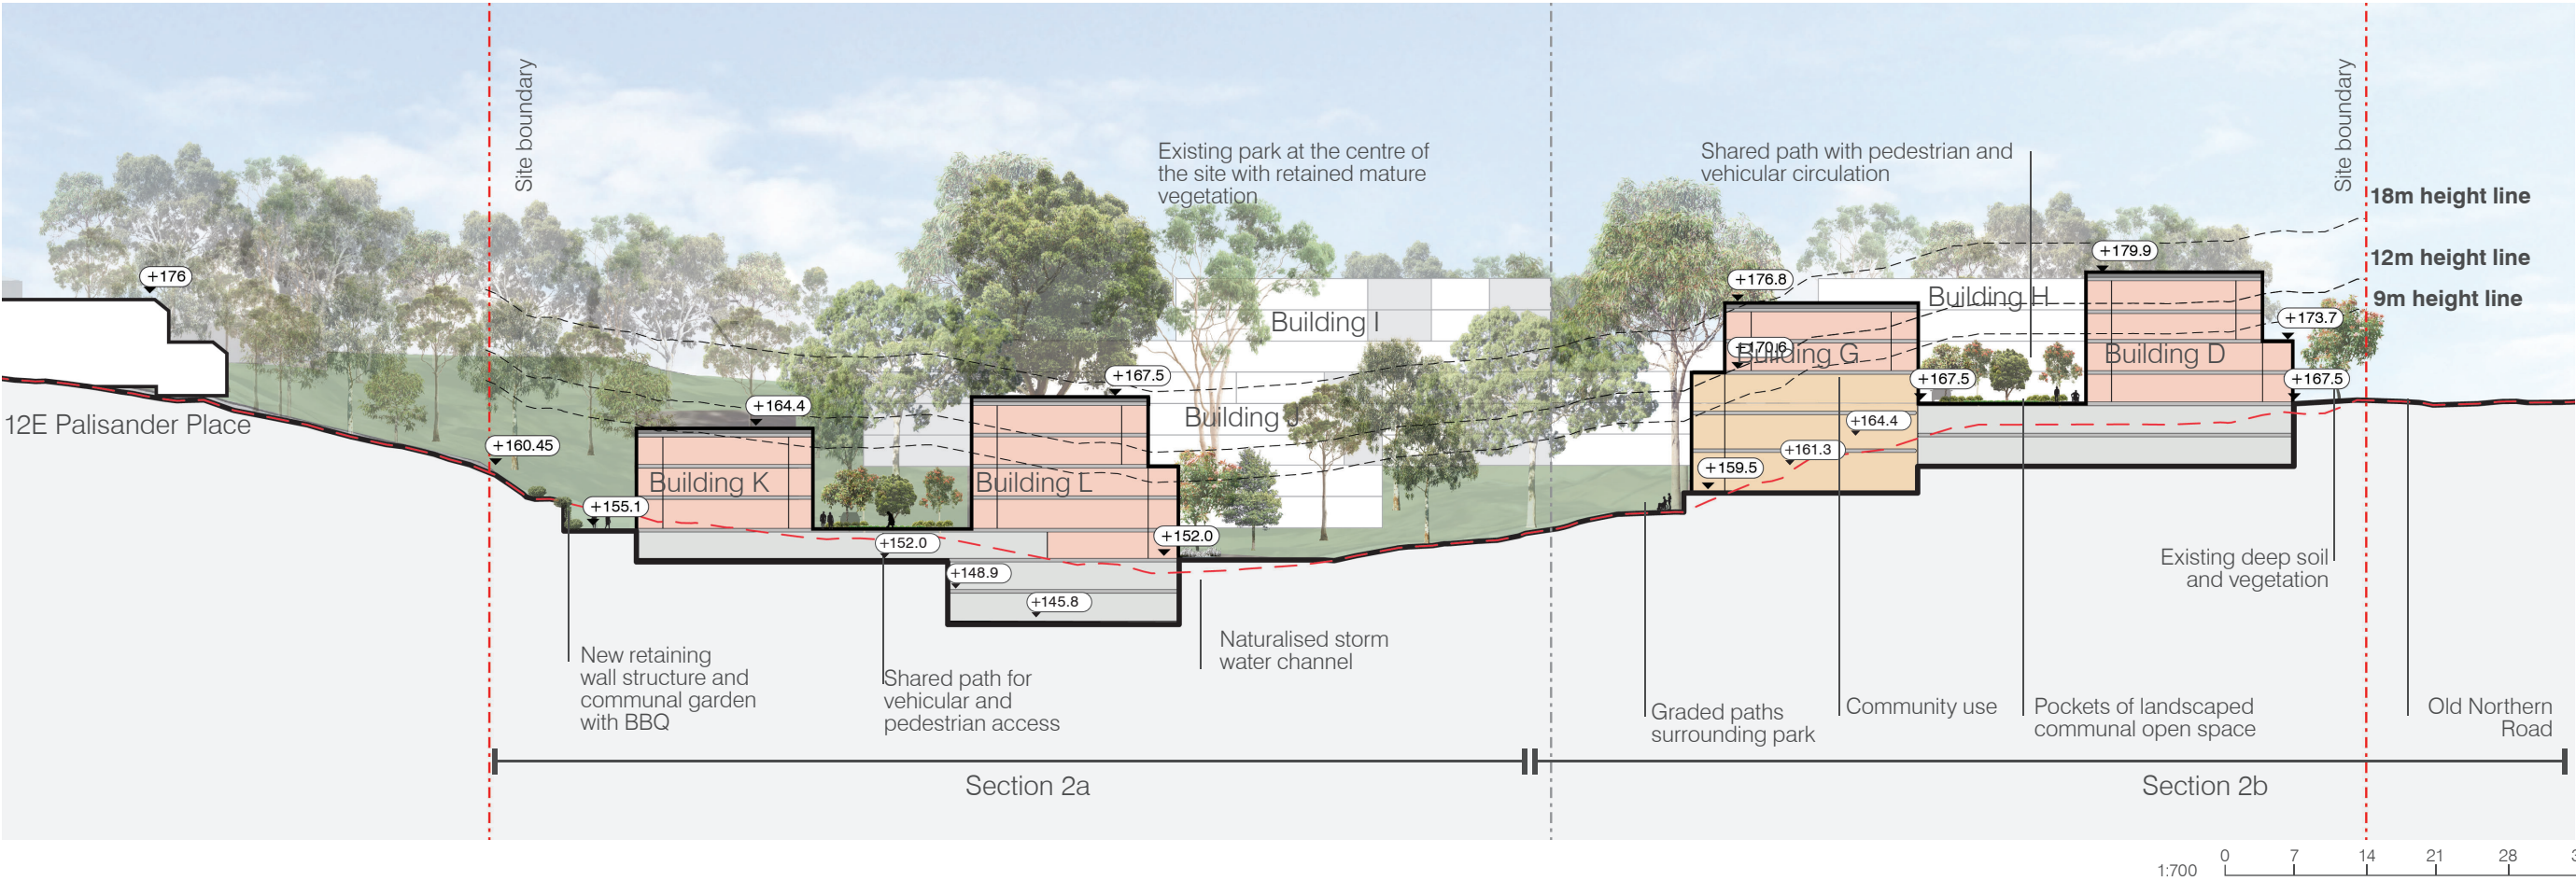 Site boundary
Site boundary
Existing park at the centre of
the site with retained mature
vegetation
Shared path with pedestrian and
vehicular circulation
18m height line
12m height line
9m height line
+176
+179.9
+176.8
+173.7
+170.6
+167.5
+167.5
+167.5
+164.4
+164.4
+161.3
+159.5
+160.45
+155.1
+152.0
+152.0
+148.9
+145.8
Building I
Building H
Building G
Building D
Building J
Building K
Building L
12E Palisander Place
Existing deep soil
and vegetation
New retaining
wall structure and
communal garden
with BBQ
Shared path for
vehicular and
pedestrian access
Naturalised storm
water channel
Graded paths
surrounding park
Community use
Pockets of landscaped
communal open space
Old Northern
Road
Section 2a
Section 2b
1:700
0 7 14 21 28